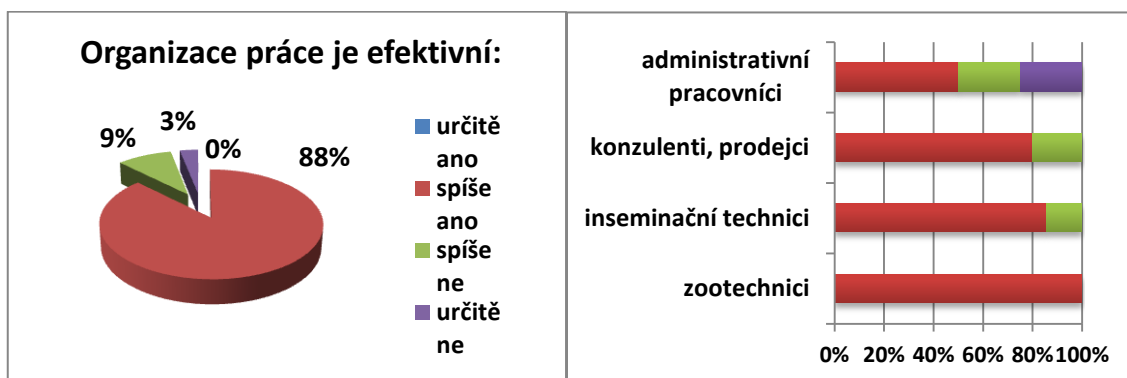 Organizace práce je efektivní:
9%
3%
0%
88%
určitě
ano
spíše
ano
spíše
ne
určitě
ne
administrativní
pracovníci
konzulenti, prodejci
inseminační technici
zootechnici
0% 20% 40% 60% 80% 100%